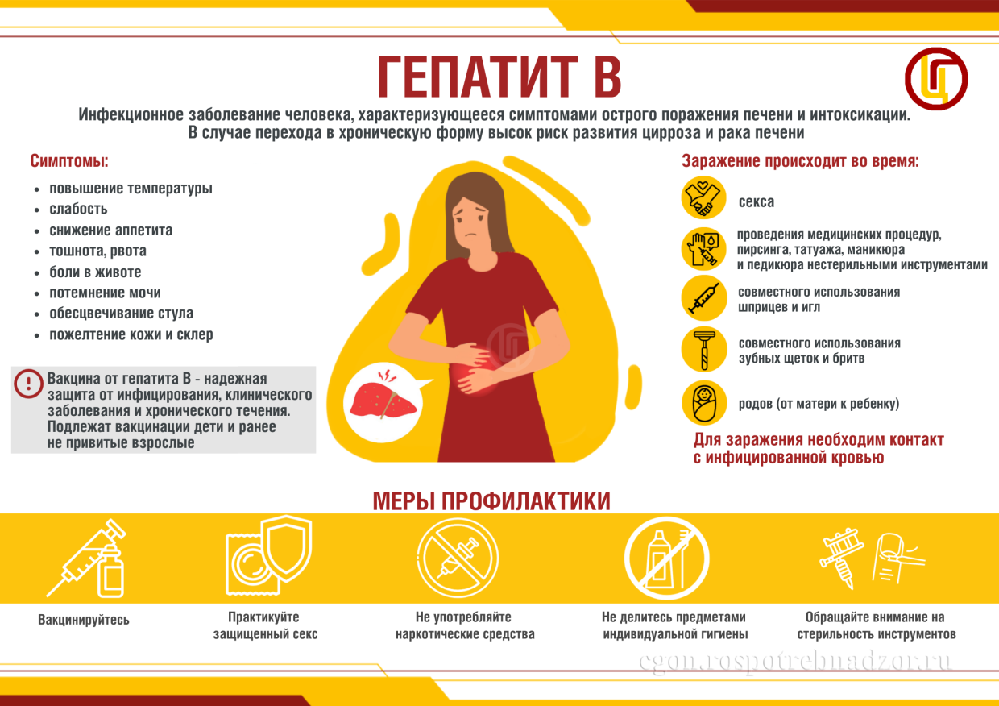 ГЕПАТИТ В
Инфекционное заболевание человека, характеризующееся симптомами острого поражения печени и интоксикации.
В случае перехода в хроническую форму высок риск развития цирроза и рака печени
Симптомы:
• повышение температуры
• слабость
• снижение аппетита
• тошнота, рвота
• боли в животе
• потемнение мочи
• обесцвечивание стула
• пожелтение кожи и склер
Вакцина от гепатита В - надежная
защита от инфицирования, клинического
заболевания и хронического течения.
Подлежат вакцинации дети и ранее
не привитые взрослые
Заражение происходит во время:
секса
проведения медицинских процедур,
пирсинга, татуажа, маникюра
и педикюра нестерильными инструментами
совместного использования
шприцев и игл
совместного использования
зубных щеток и бритв
родов (от матери к ребенку)
Для заражения необходим контакт
с инфицированной кровью
МЕРЫ ПРОФИЛАКТИКИ
Вакцинируйтесь
Практикуйте
защищенный секс
Не употребляйте
наркотические средства
Не делитесь предметами
индивидуальной гигиены
Обращайте внимание на
стерильность инструментов
cgon.rospotrebnadzor.ru